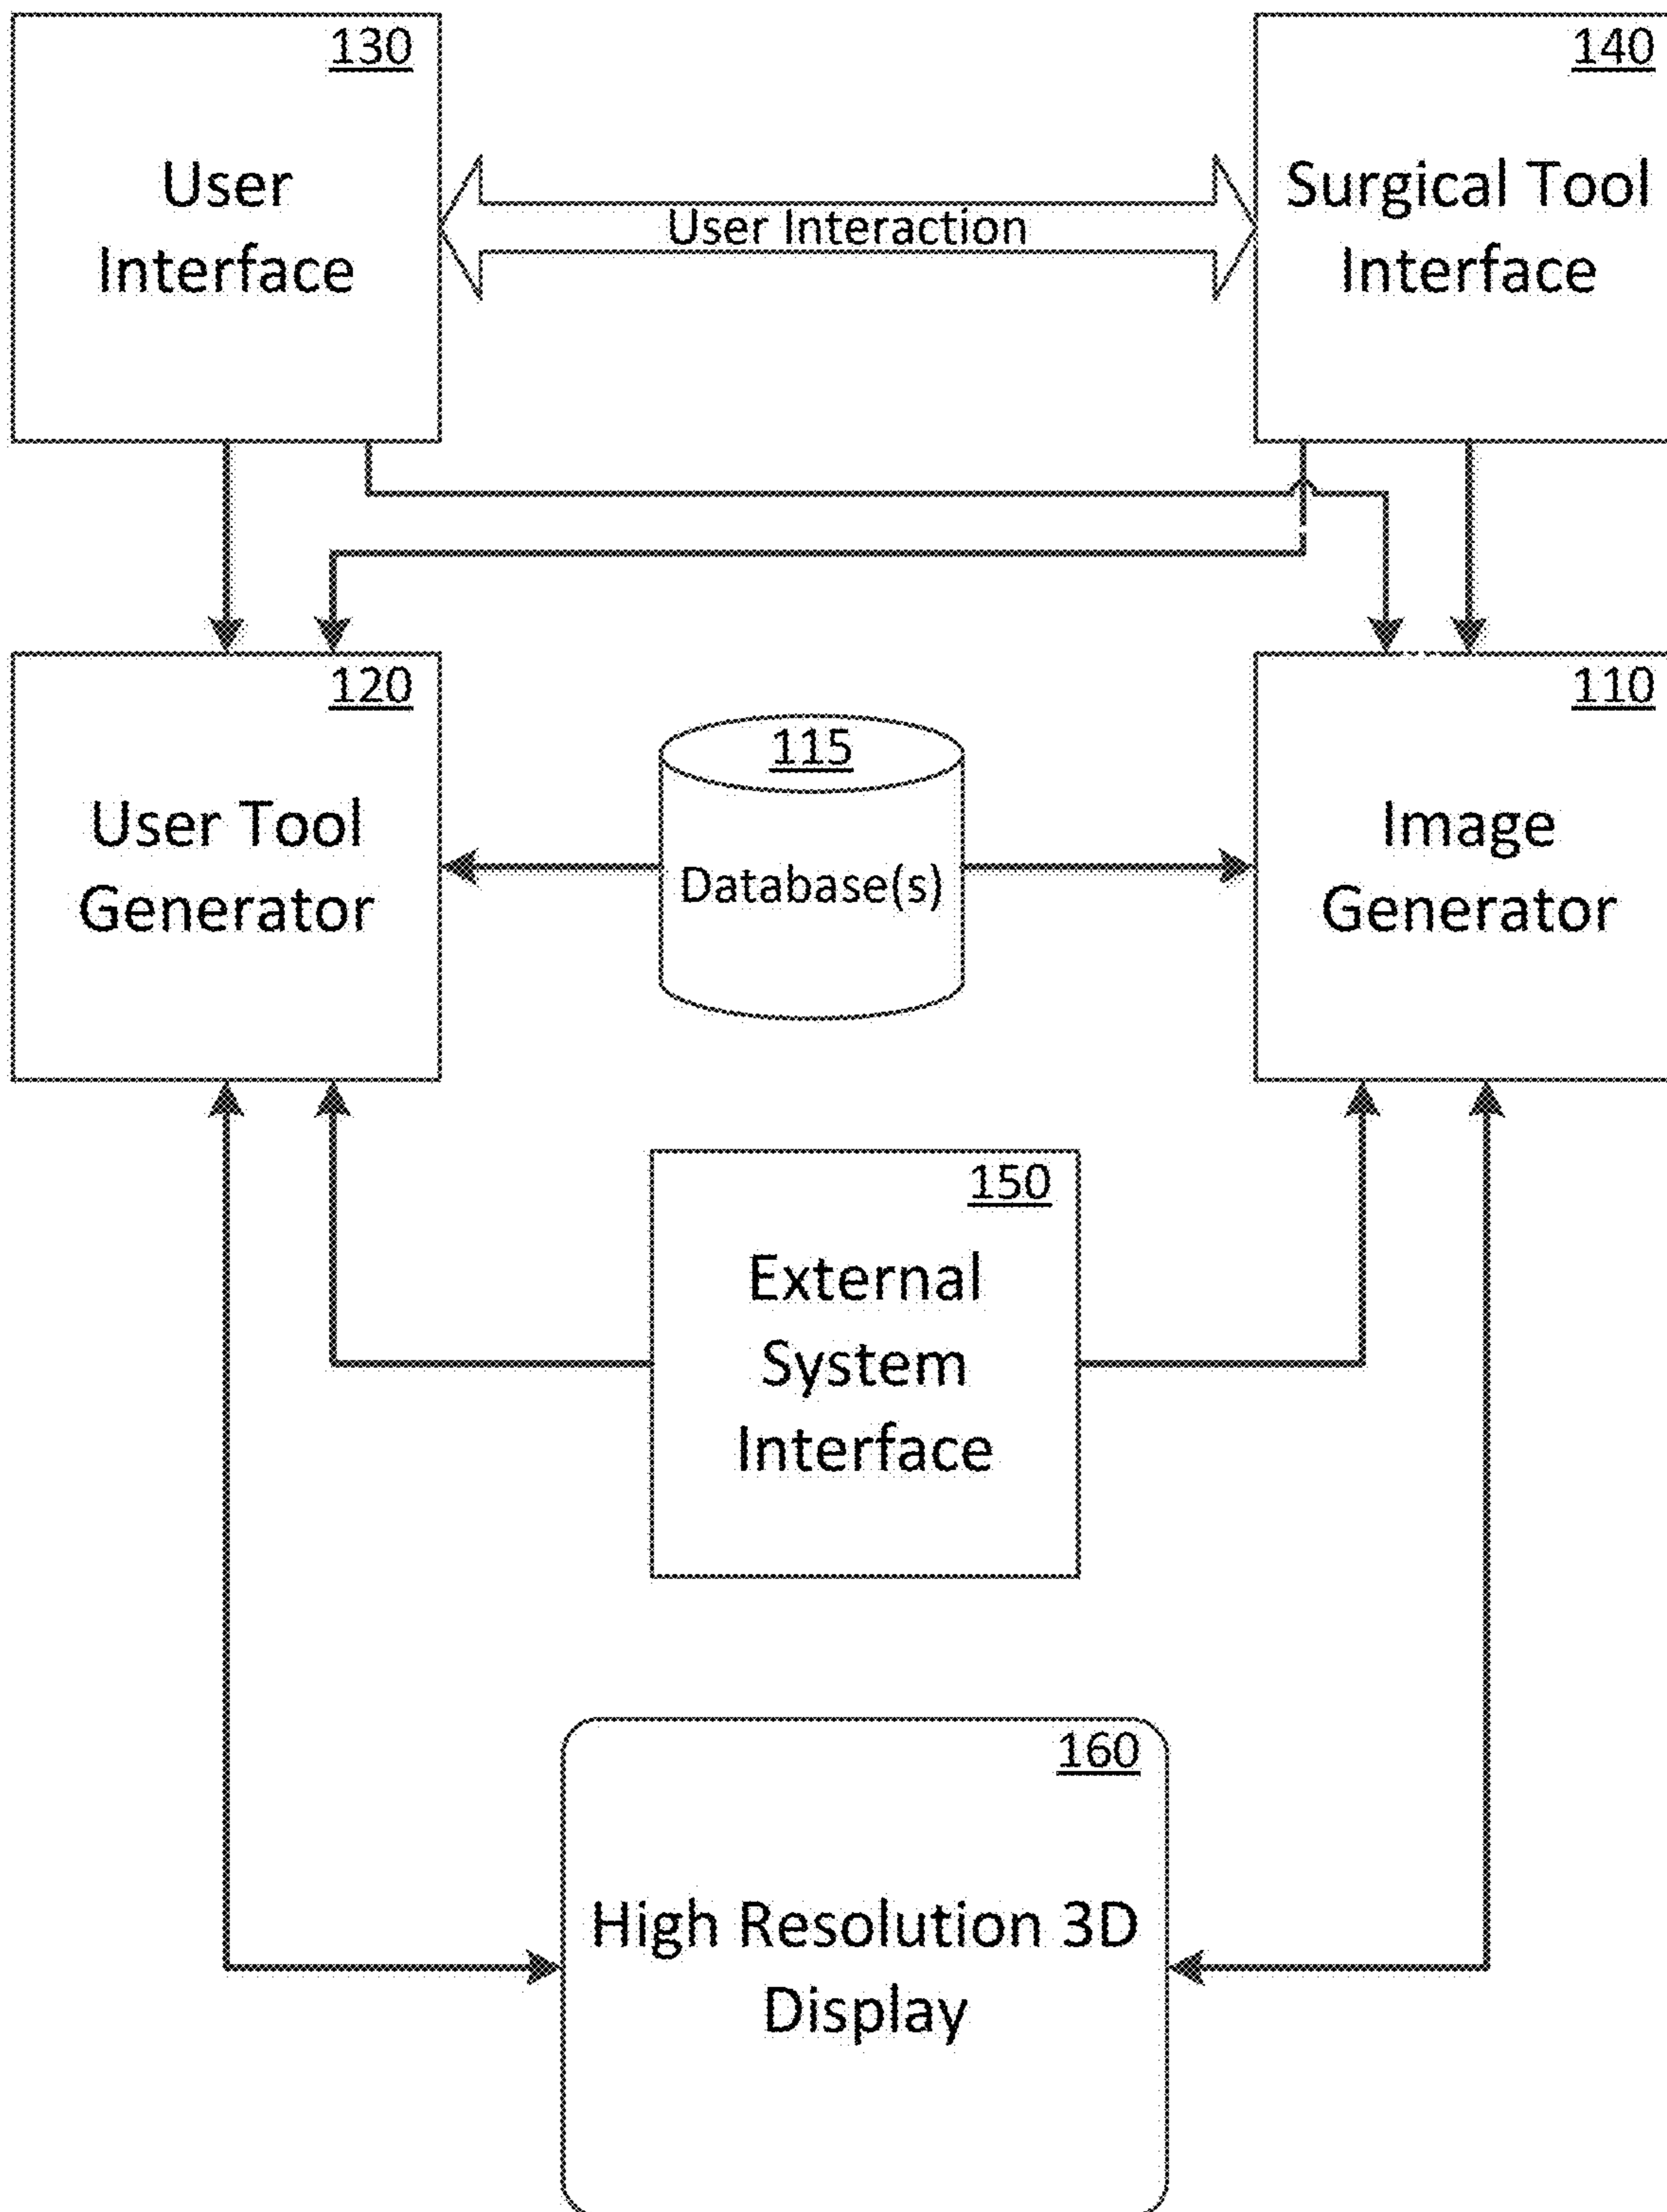 130
User
Interface
User Interaction
140
Surgical Tool
Interface
120
User Tool
Generator
115
Database(s)
110
Image
Generator
150
External
System
Interface
160
High Resolution 3D
Display